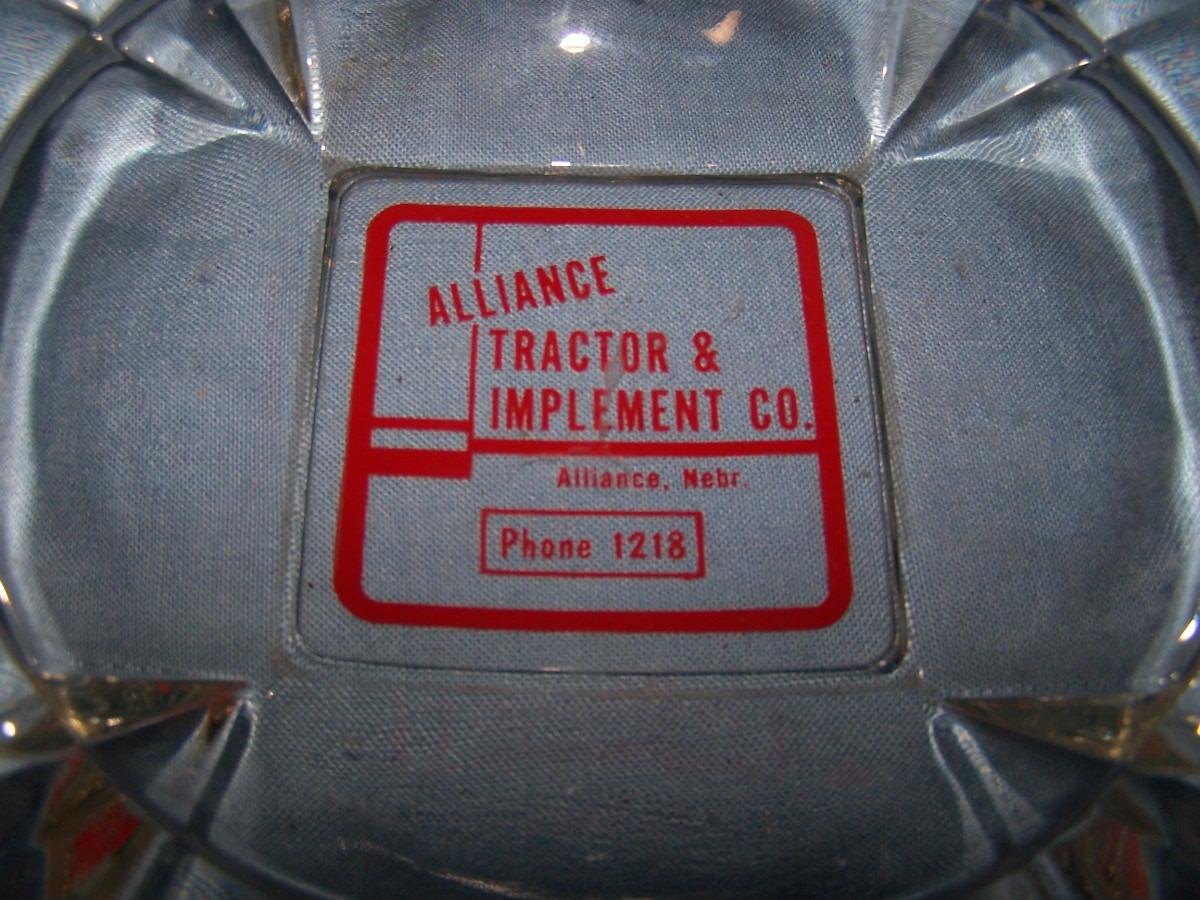 ALLIANCE
TRACTOR &
IMPLEMENT CO.
Alliance, Nebr.
Phone 1218